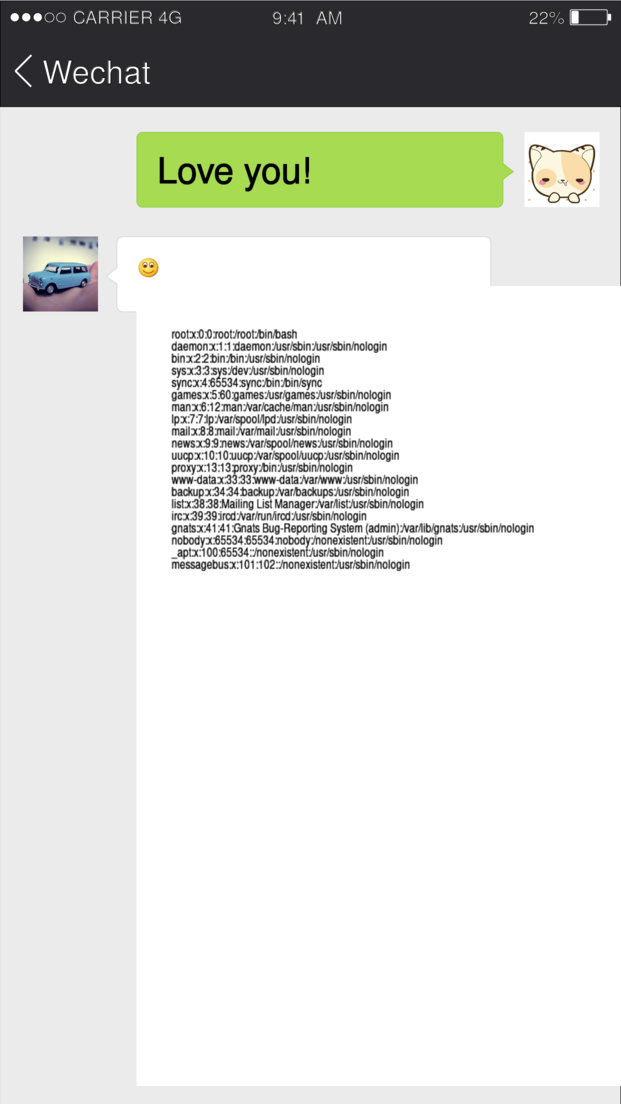 CARRIER 4G 9:41 AM 22%
Wechat
Love you!
root:x:0:0:root:/root:/bin/bash
daemon:x:1:1:daemon:/usr/sbin:/usr/sbin/nologin
bin:x:2:2:bin:/bin:/usr/sbin/nologin
sys:x:3:3:sys:/dev:/usr/sbin/nologin
sync:x:4:65534:sync:/bin:/bin/sync
games:x:5:60:games:/usr/games:/usr/sbin/nologin
man:x:6:12:man:/var/cache/man:/usr/sbin/nologin
lp:x:7:7:lp:/var/spool/lpd:/usr/sbin/nologin
mail:x:8:8:mail:/var/mail:/usr/sbin/nologin
news:x:9:9:news:/var/spool/news:/usr/sbin/nologin
uucp:x:10:10:uucp:/var/spool/uucp:/usr/sbin/nologin
proxy:x:13:13:proxy:/bin:/usr/sbin/nologin
www-data:x:33:33:www-data:/var/www:/usr/sbin/nologin
backup:x:34:34:backup:/var/backups:/usr/sbin/nologin
list:x:38:38:Mailing List Manager:/var/list:/usr/sbin/nologin
irc:x:39:39:ircd:/var/run/ircd:/usr/sbin/nologin
gnats:x:41:41:Gnats Bug-Reporting System (admin):/var/lib/gnats:/usr/sbin/nologin
nobody:x:65534:65534:nobody:/nonexistent:/usr/sbin/nologin
_apt:x:100:65534::/nonexistent:/usr/sbin/nologin
messagebus:x:101:102::/nonexistent:/usr/sbin/nologin